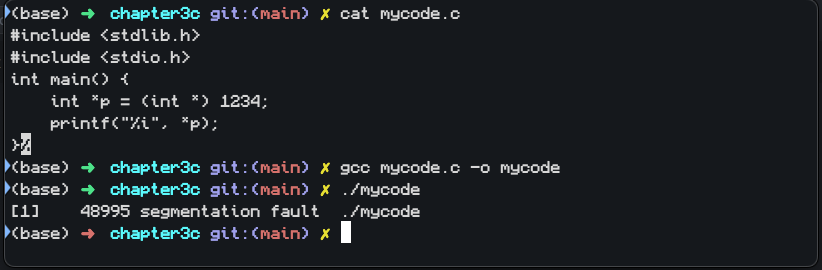 (base) ➜ chapter3c git:(main) ✗ cat mycode.c
#include <stdlib.h>
#include <stdio.h>
int main() {
    int *p = (int *) 1234;
    printf("%i", *p);
}%
(base) ➜ chapter3c git:(main) ✗ gcc mycode.c -o mycode
(base) ➜ chapter3c git:(main) ✗ ./mycode
[1]    48995 segmentation fault  ./mycode
(base) ➜ chapter3c git:(main) ✗